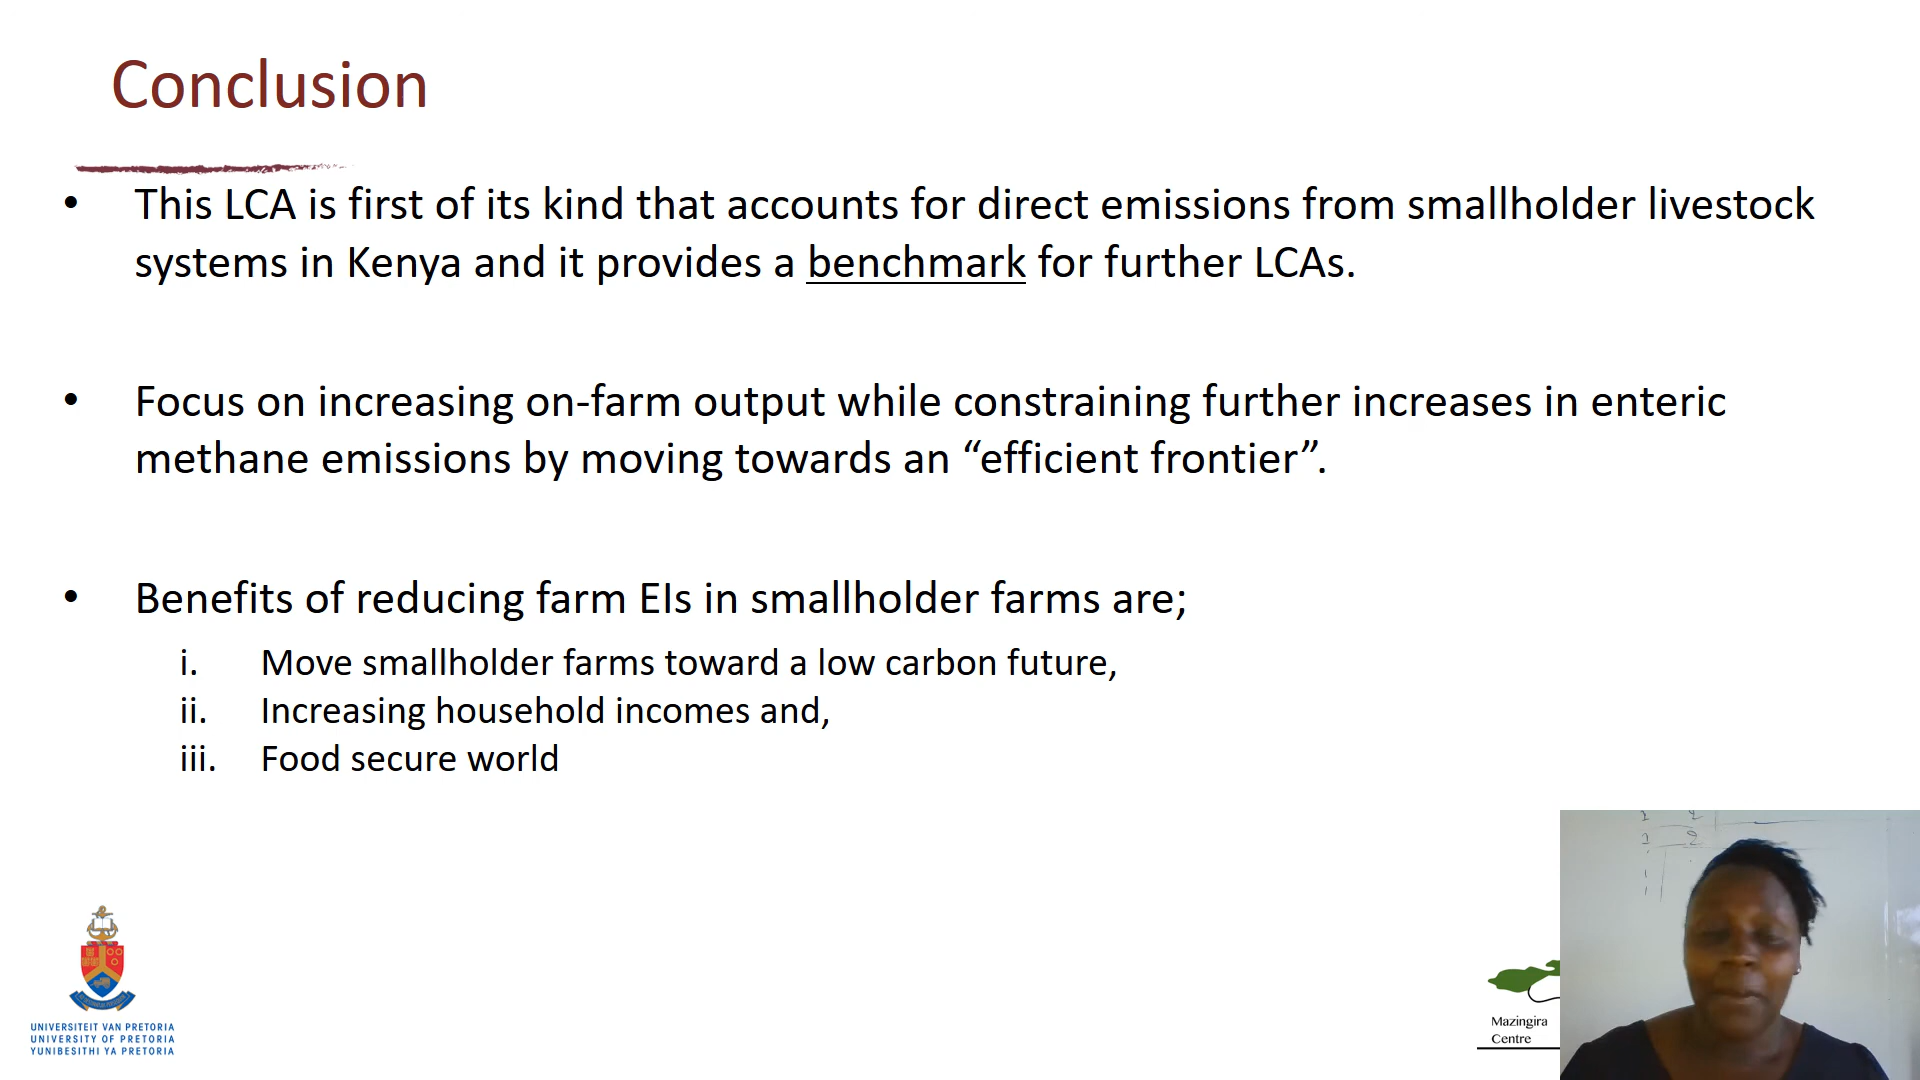 Conclusion
• This LCA is first of its kind that accounts for direct emissions from smallholder livestock
systems in Kenya and it provides a benchmark for further LCAs.
• Focus on increasing on-farm output while constraining further increases in enteric
methane emissions by moving towards an “efficient frontier”.
• Benefits of reducing farm EIs in smallholder farms are;
i. Move smallholder farms toward a low carbon future,
ii. Increasing household incomes and,
iii. Food secure world
UNIVERSITEIT VAN PRETORIA
UNIVERSITY OF PRETORIA
YUNIBESITHI YA PRETORIA
Mazingira
Centre